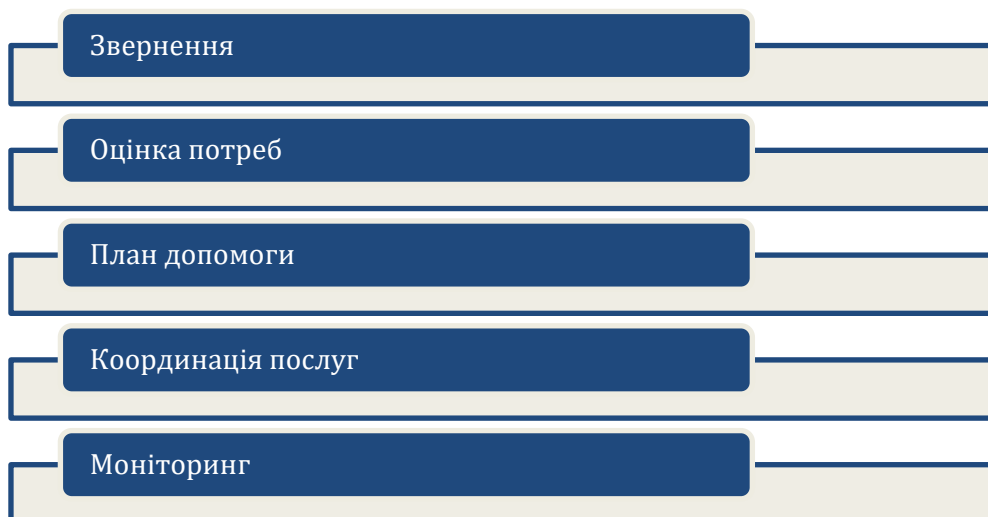 Звернення
Оцінка потреб
План допомоги
Координація послуг
Моніторинг